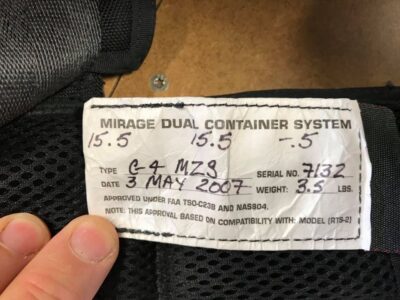 MIRAGE DUAL CONTAINER SYSTEM
15.5 15.5 -.5
TYPE G-4 MZS SERIAL NO. 7132
DATE 3 MAY 2007 WEIGHT: 3.5 LBS.
APPROVED UNDER FAA TSO-C23B AND NAS804.
NOTE: THIS APPROVAL BASED ON COMPATIBILITY WITH: MODEL (RTS-2)